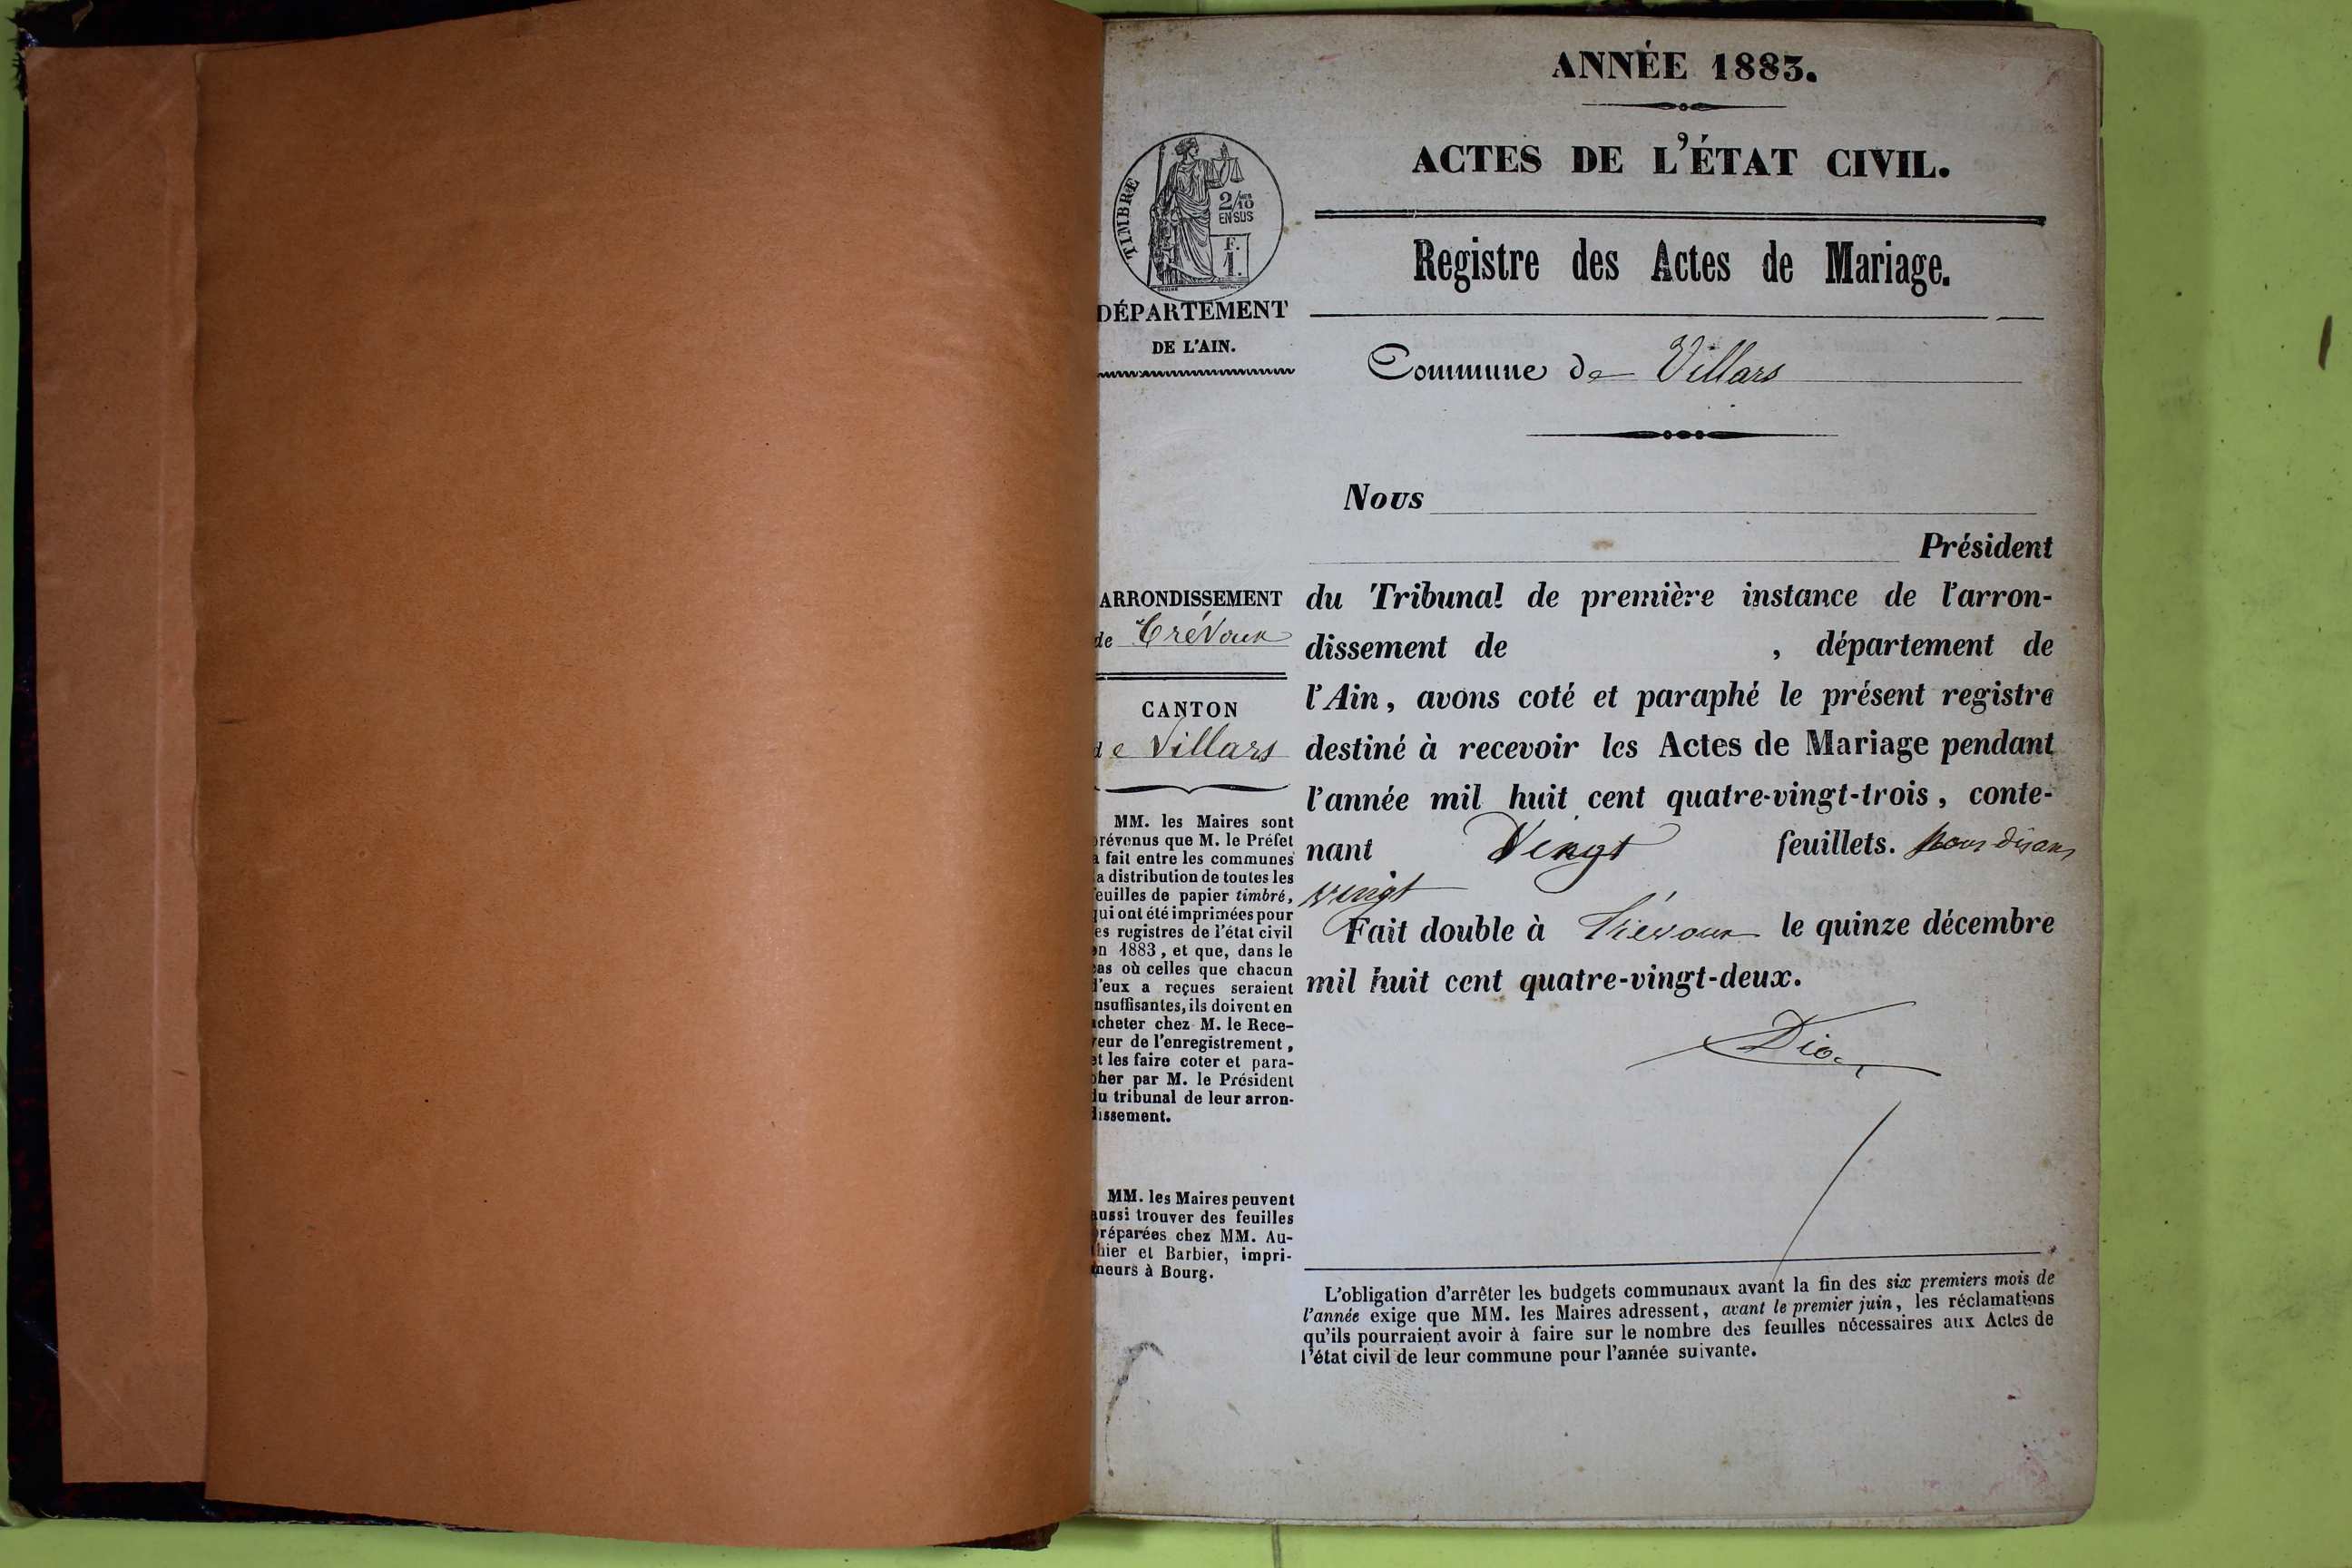 ANNÉE 1883.
ACTES DE L'ÉTAT CIVIL.
Registre des Actes de Mariage.
Commune de Villars
TIMBRE
2/10
EN SUS
F.
1.
DÉPARTEMENT
DE L'AIN.
ARRONDISSEMENT
de Trévoux
CANTON
de Villars
MM. les Maires sont
prévenus que M. le Préfet
a fait entre les communes
la distribution de toutes les
feuilles de papier timbré,
qui ont été imprimées pour
les registres de l'état civil
en 1883, et que, dans le
cas où celles que chacun
d'eux a reçues seraient
insuffisantes, ils doivent en
acheter chez M. le Rece-
veur de l'enregistrement,
et les faire coter et para-
pher par M. le Président
du tribunal de leur arron-
dissement.
MM. les Maires peuvent
aussi trouver des feuilles
préparées chez MM. Au-
thier et Barbier, impri-
meurs à Bourg.
Nous
Président
du Tribunal de première instance de l'arron-
dissement de , département de
l'Ain, avons coté et paraphé le présent registre
destiné à recevoir les Actes de Mariage pendant
l'année mil huit cent quatre-vingt-trois, conte-
nant Vingt feuillets. nous disons
vingt
Fait double à Trévoux le quinze décembre
mil huit cent quatre-vingt-deux.
L'obligation d'arrêter les budgets communaux avant la fin des six premiers mois de
l'année exige que MM. les Maires adressent, avant le premier juin, les réclamations
qu'ils pourraient avoir à faire sur le nombre des feuilles nécessaires aux Actes de
l'état civil de leur commune pour l'année suivante.